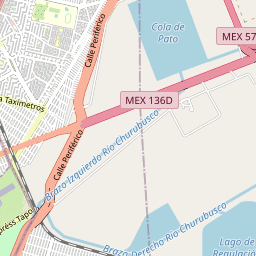 Cola de
Pato
MEX 57
Calle Periférico
a Taxímetros
MEX 136D
Calle Periférico
Brazo Izquierdo Río Churubusco
Brazo Derecho Río Churubusco
Lago de
Regulac